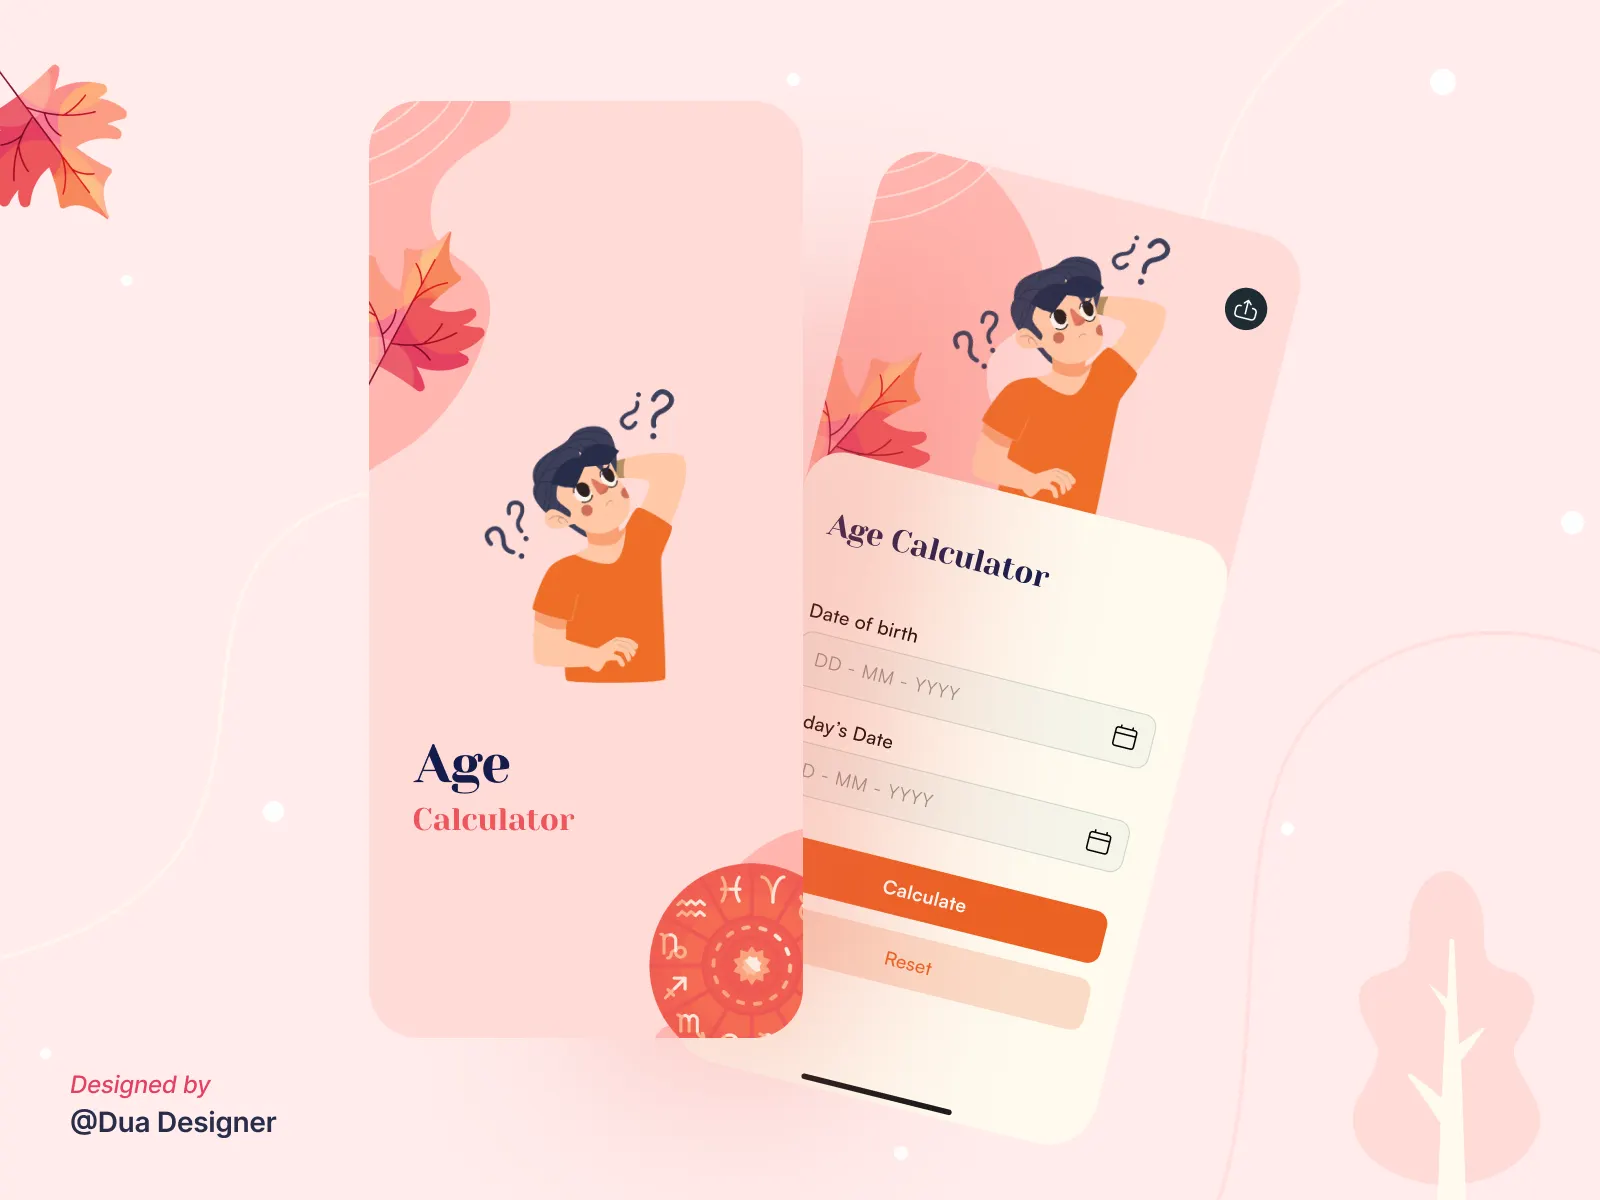 Age
Calculator
Age Calculator
Date of birth
DD - MM - YYYY
day's Date
D - MM - YYYY
Calculate
Reset
Designed by
@Dua Designer